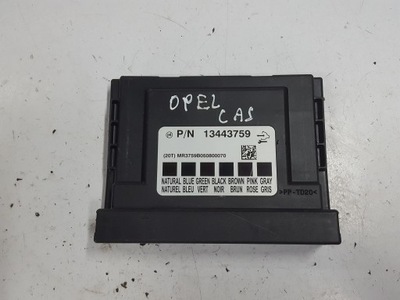 OPEL
CAS
P/N 13443759
(20T) MR3759B050800070
NATURAL BLUE GREEN BLACK BROWN PINK GRAY
NATUREL BLEU VERT NOIR BRUN ROSE GRIS
>PP-TD20<